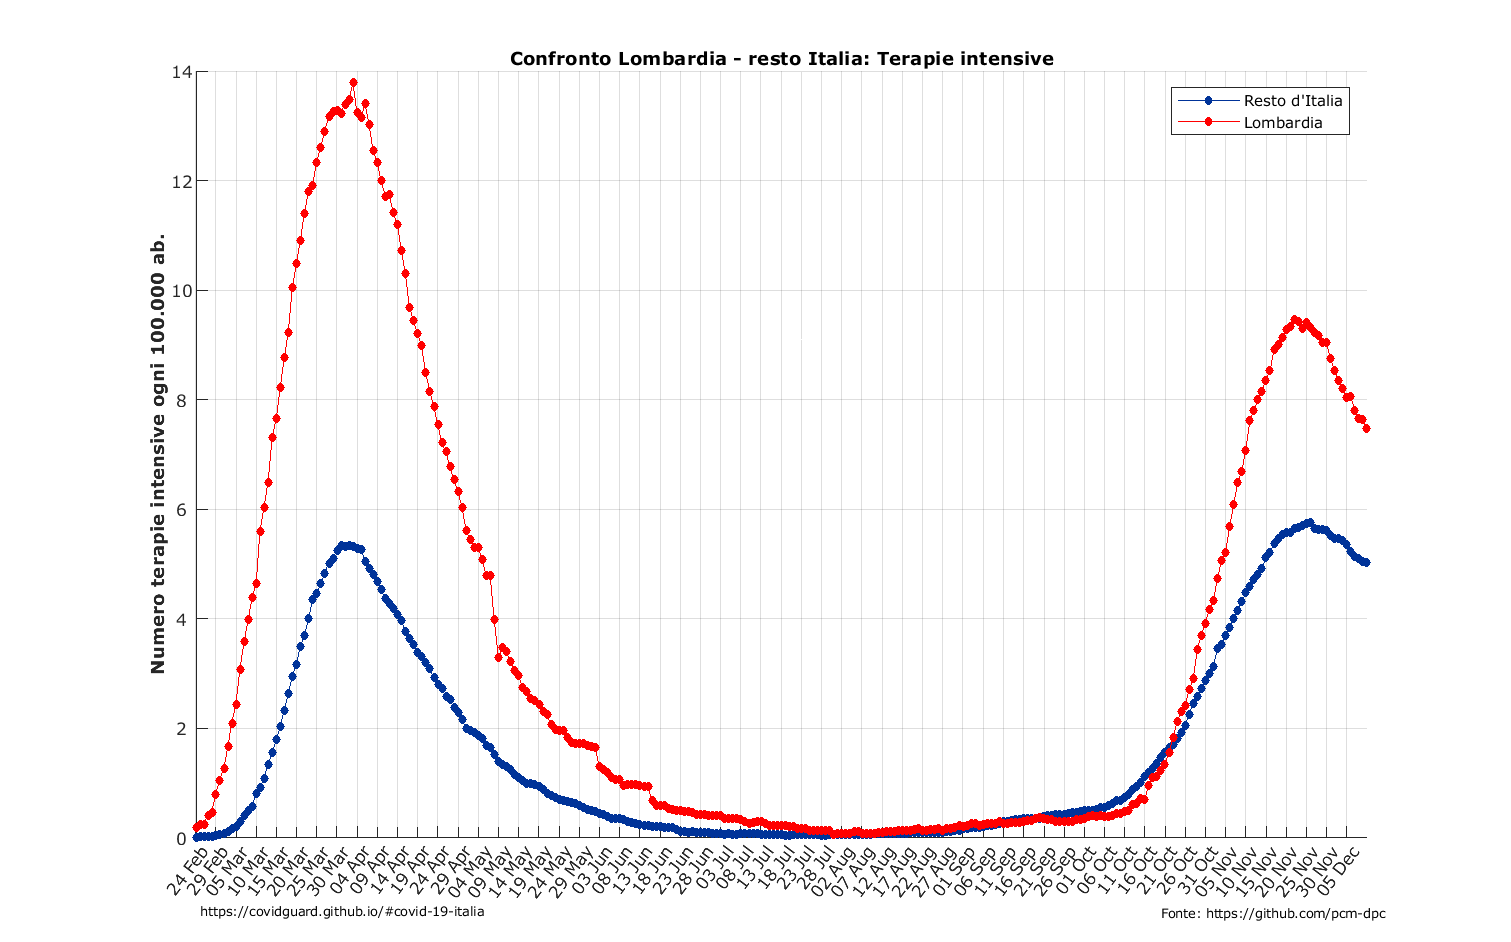 Confronto Lombardia - resto Italia: Terapie intensive
Resto d'Italia
Lombardia
Numero terapie intensive ogni 100.000 ab.
14
12
10
8
6
4
2
0
24 Feb
29 Feb
05 Mar
10 Mar
15 Mar
20 Mar
25 Mar
30 Mar
04 Apr
09 Apr
14 Apr
19 Apr
24 Apr
29 Apr
04 May
09 May
14 May
19 May
24 May
29 May
03 Jun
08 Jun
13 Jun
18 Jun
23 Jun
28 Jun
03 Jul
08 Jul
13 Jul
18 Jul
23 Jul
28 Jul
02 Aug
07 Aug
12 Aug
17 Aug
22 Aug
27 Aug
01 Sep
06 Sep
11 Sep
16 Sep
21 Sep
26 Sep
01 Oct
06 Oct
11 Oct
16 Oct
21 Oct
26 Oct
31 Oct
05 Nov
10 Nov
15 Nov
20 Nov
25 Nov
30 Nov
05 Dec
https://covidguard.github.io/#covid-19-italia
Fonte: https://github.com/pcm-dpc